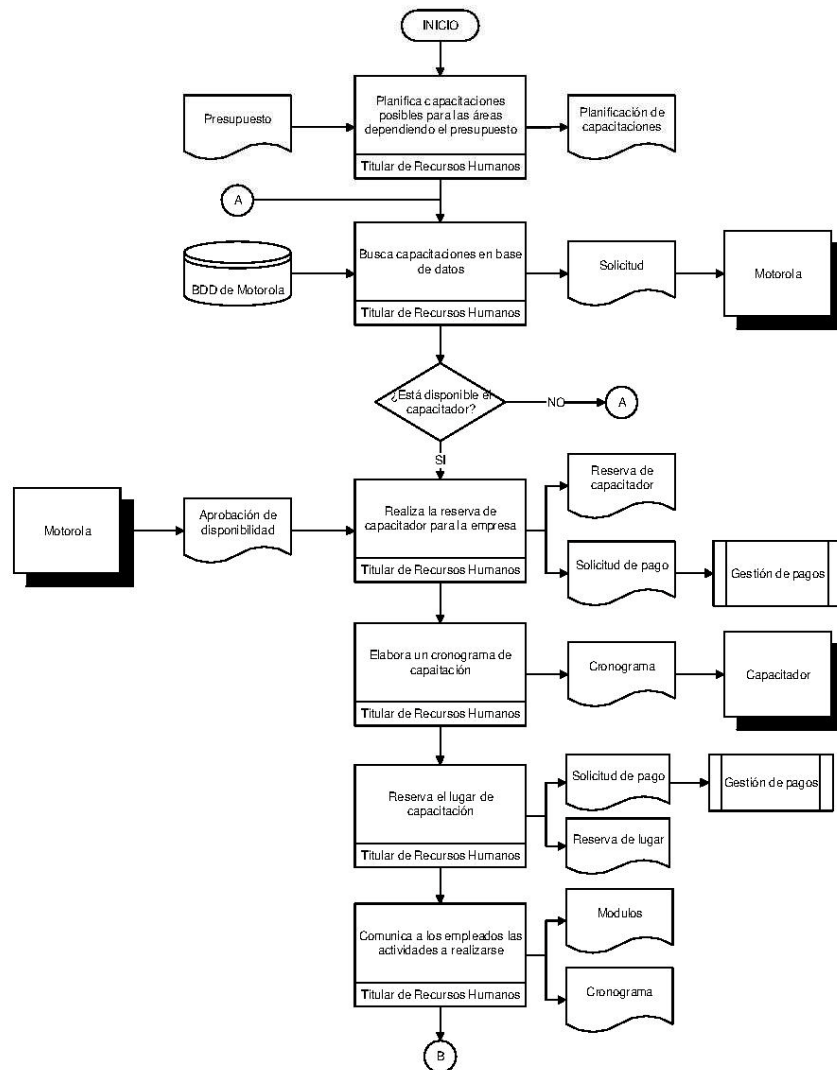 INICIO
Presupuesto
Planifica capacitaciones
posibles para las áreas
dependiendo el presupuesto
Titular de Recursos Humanos
Planificación de
capacitaciones
A
BDD de Motorola
Busca capacitaciones en base
de datos
Titular de Recursos Humanos
Solicitud
Motorola
¿Está disponible el
capacitador?
NO
A
SI
Motorola
Aprobación de
disponibilidad
Realiza la reserva de
capacitador para la empresa
Titular de Recursos Humanos
Reserva de
capacitador
Solicitud de pago
Gestión de pagos
Elabora un cronograma de
capaitación
Titular de Recursos Humanos
Cronograma
Capacitador
Reserva el lugar de
capacitación
Titular de Recursos Humanos
Solicitud de pago
Gestión de pagos
Reserva de lugar
Comunica a los empleados las
actividades a realizarse
Titular de Recursos Humanos
Modulos
Cronograma
B